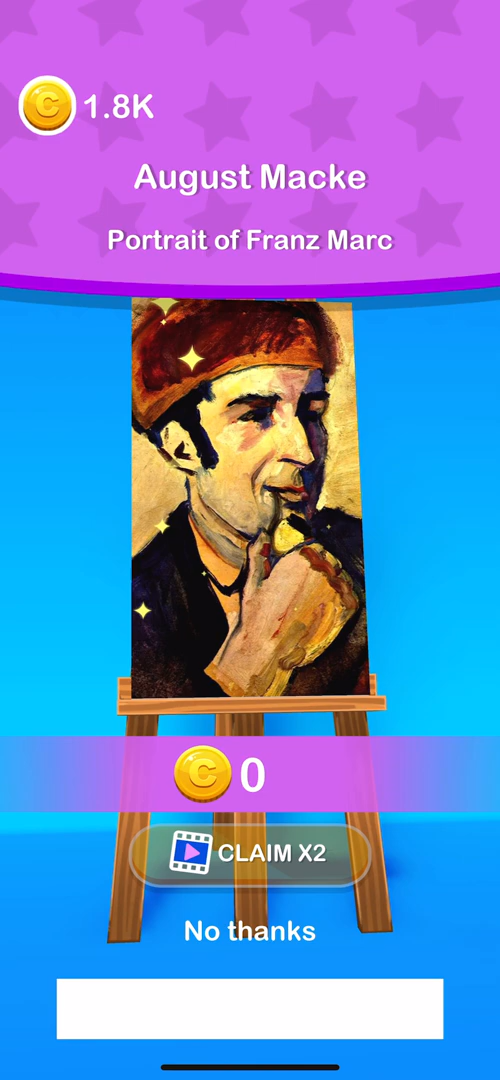 1.8K
August Macke
Portrait of Franz Marc
C 0
CLAIM X2
No thanks